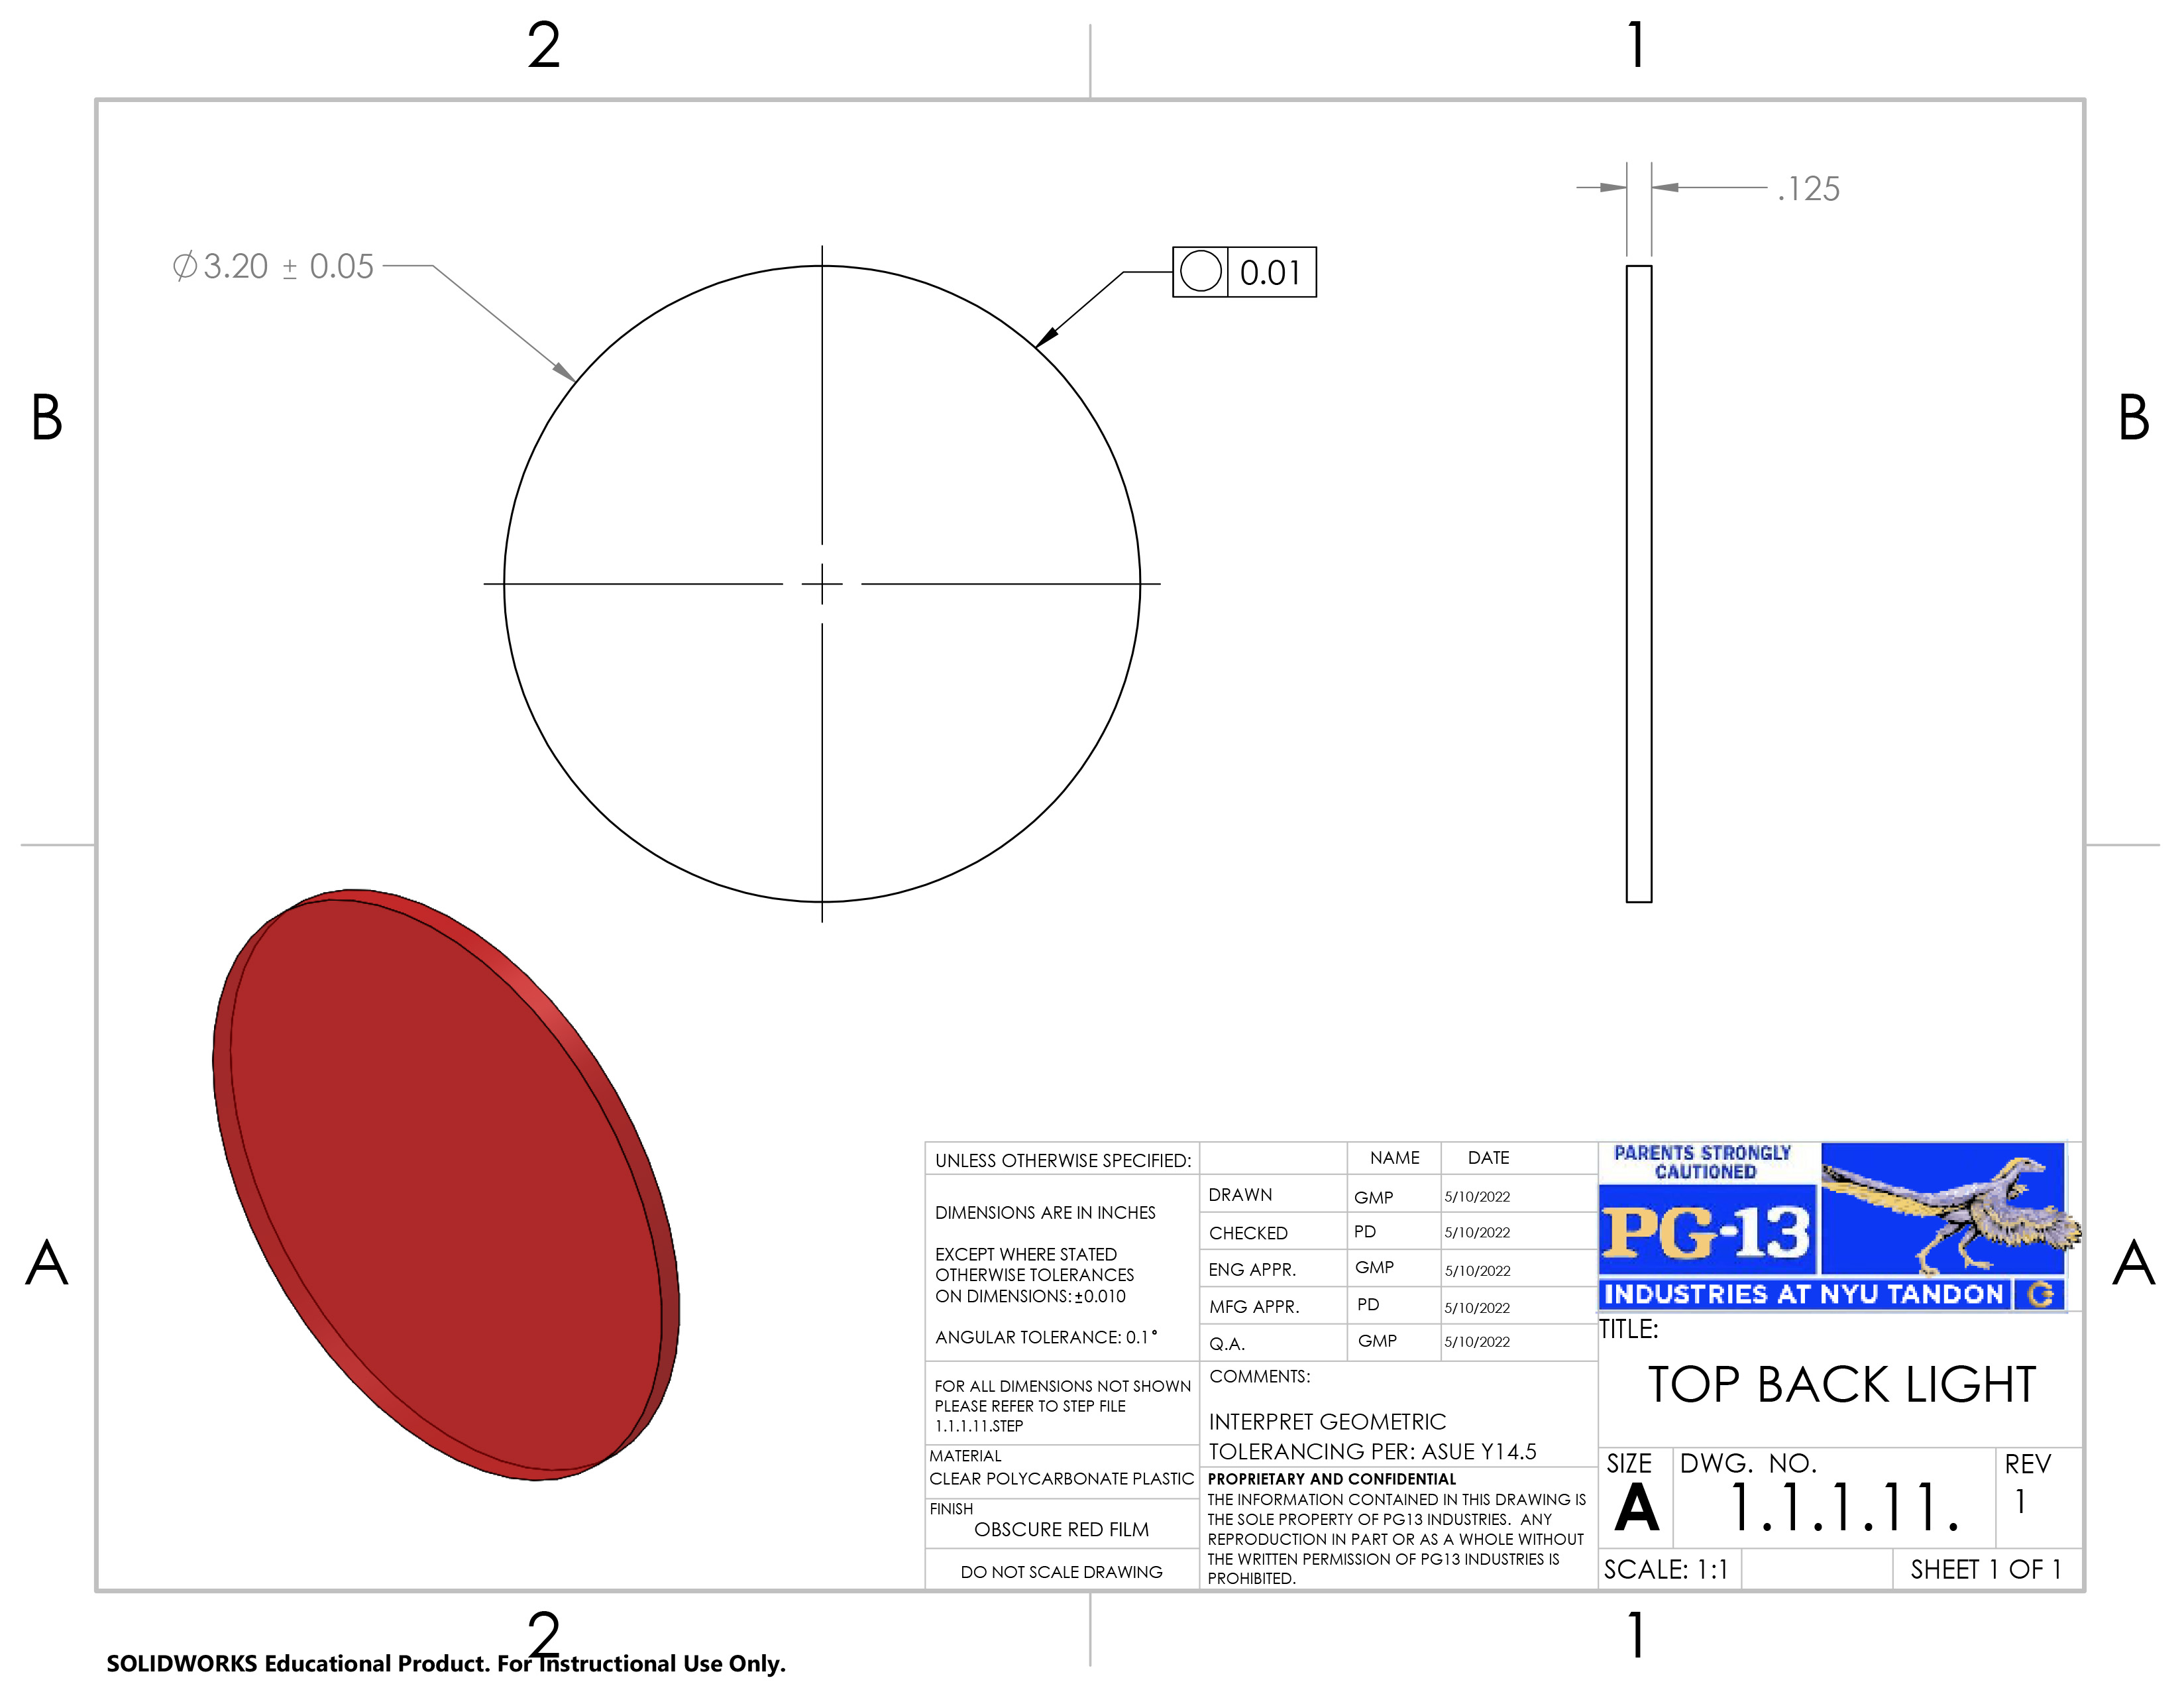 2
1
B
B
A
A
⌀3.20 ± 0.05
○ 0.01
.125
UNLESS OTHERWISE SPECIFIED:
DIMENSIONS ARE IN INCHES
EXCEPT WHERE STATED
OTHERWISE TOLERANCES
ON DIMENSIONS:±0.010
ANGULAR TOLERANCE: 0.1°
FOR ALL DIMENSIONS NOT SHOWN
PLEASE REFER TO STEP FILE
1.1.1.11.STEP
MATERIAL
CLEAR POLYCARBONATE PLASTIC
FINISH
OBSCURE RED FILM
DO NOT SCALE DRAWING
NAME DATE
DRAWN GMP 5/10/2022
CHECKED PD 5/10/2022
ENG APPR. GMP 5/10/2022
MFG APPR. PD 5/10/2022
Q.A. GMP 5/10/2022
COMMENTS:
INTERPRET GEOMETRIC
TOLERANCING PER: ASUE Y14.5
PROPRIETARY AND CONFIDENTIAL
THE INFORMATION CONTAINED IN THIS DRAWING IS
THE SOLE PROPERTY OF PG13 INDUSTRIES. ANY
REPRODUCTION IN PART OR AS A WHOLE WITHOUT
THE WRITTEN PERMISSION OF PG13 INDUSTRIES IS
PROHIBITED.
PARENTS STRONGLY
CAUTIONED
PG-13
INDUSTRIES AT NYU TANDON
TITLE:
TOP BACK LIGHT
SIZE DWG. NO. REV
A 1.1.1.11. 1
SCALE: 1:1 SHEET 1 OF 1
2
1
SOLIDWORKS Educational Product. For Instructional Use Only.